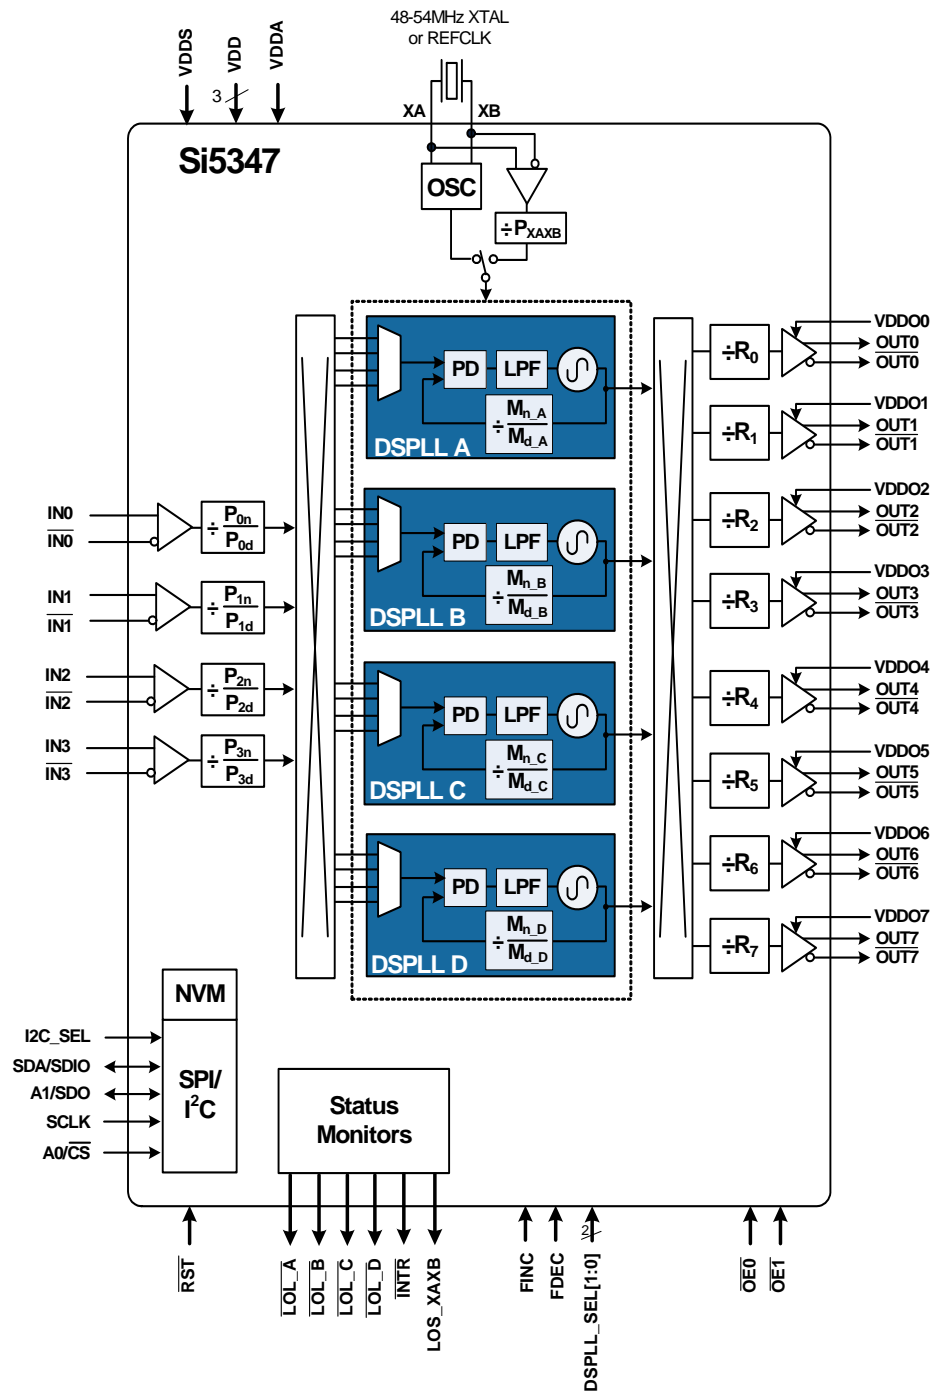 48-54MHz XTAL
or REFCLK
VDDS
VDD
VDDA
3
XA
XB
Si5347
OSC
÷PXAXB
DSPLL A
PD
LPF
÷ Mn_A
Md_A
DSPLL B
PD
LPF
÷ Mn_B
Md_B
DSPLL C
PD
LPF
÷ Mn_C
Md_C
DSPLL D
PD
LPF
÷ Mn_D
Md_D
IN0
IN0
÷ P0n
P0d
IN1
IN1
÷ P1n
P1d
IN2
IN2
÷ P2n
P2d
IN3
IN3
÷ P3n
P3d
÷R0
VDDO0
OUT0
OUT0
÷R1
VDDO1
OUT1
OUT1
÷R2
VDDO2
OUT2
OUT2
÷R3
VDDO3
OUT3
OUT3
÷R4
VDDO4
OUT4
OUT4
÷R5
VDDO5
OUT5
OUT5
÷R6
VDDO6
OUT6
OUT6
÷R7
VDDO7
OUT7
OUT7
NVM
SPI/
I²C
I2C_SEL
SDA/SDIO
A1/SDO
SCLK
A0/CS
Status
Monitors
RST
LOL_A
LOL_B
LOL_C
LOL_D
INTR
LOS_XAXB
FINC
FDEC
2
DSPLL_SEL[1:0]
OE0
OE1